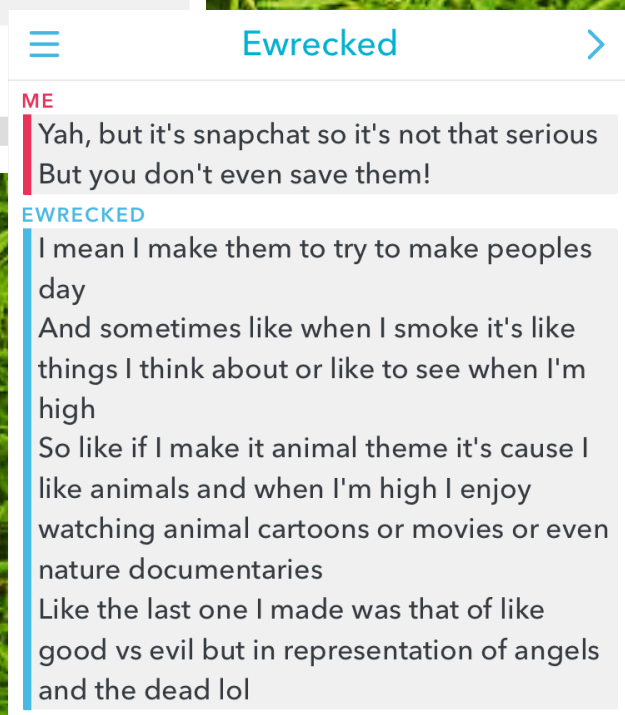 Ewrecked
ME
Yah, but it's snapchat so it's not that serious
But you don't even save them!
EWRECKED
I mean I make them to try to make peoples
day
And sometimes like when I smoke it's like
things I think about or like to see when I'm
high
So like if I make it animal theme it's cause I
like animals and when I'm high I enjoy
watching animal cartoons or movies or even
nature documentaries
Like the last one I made was that of like
good vs evil but in representation of angels
and the dead lol